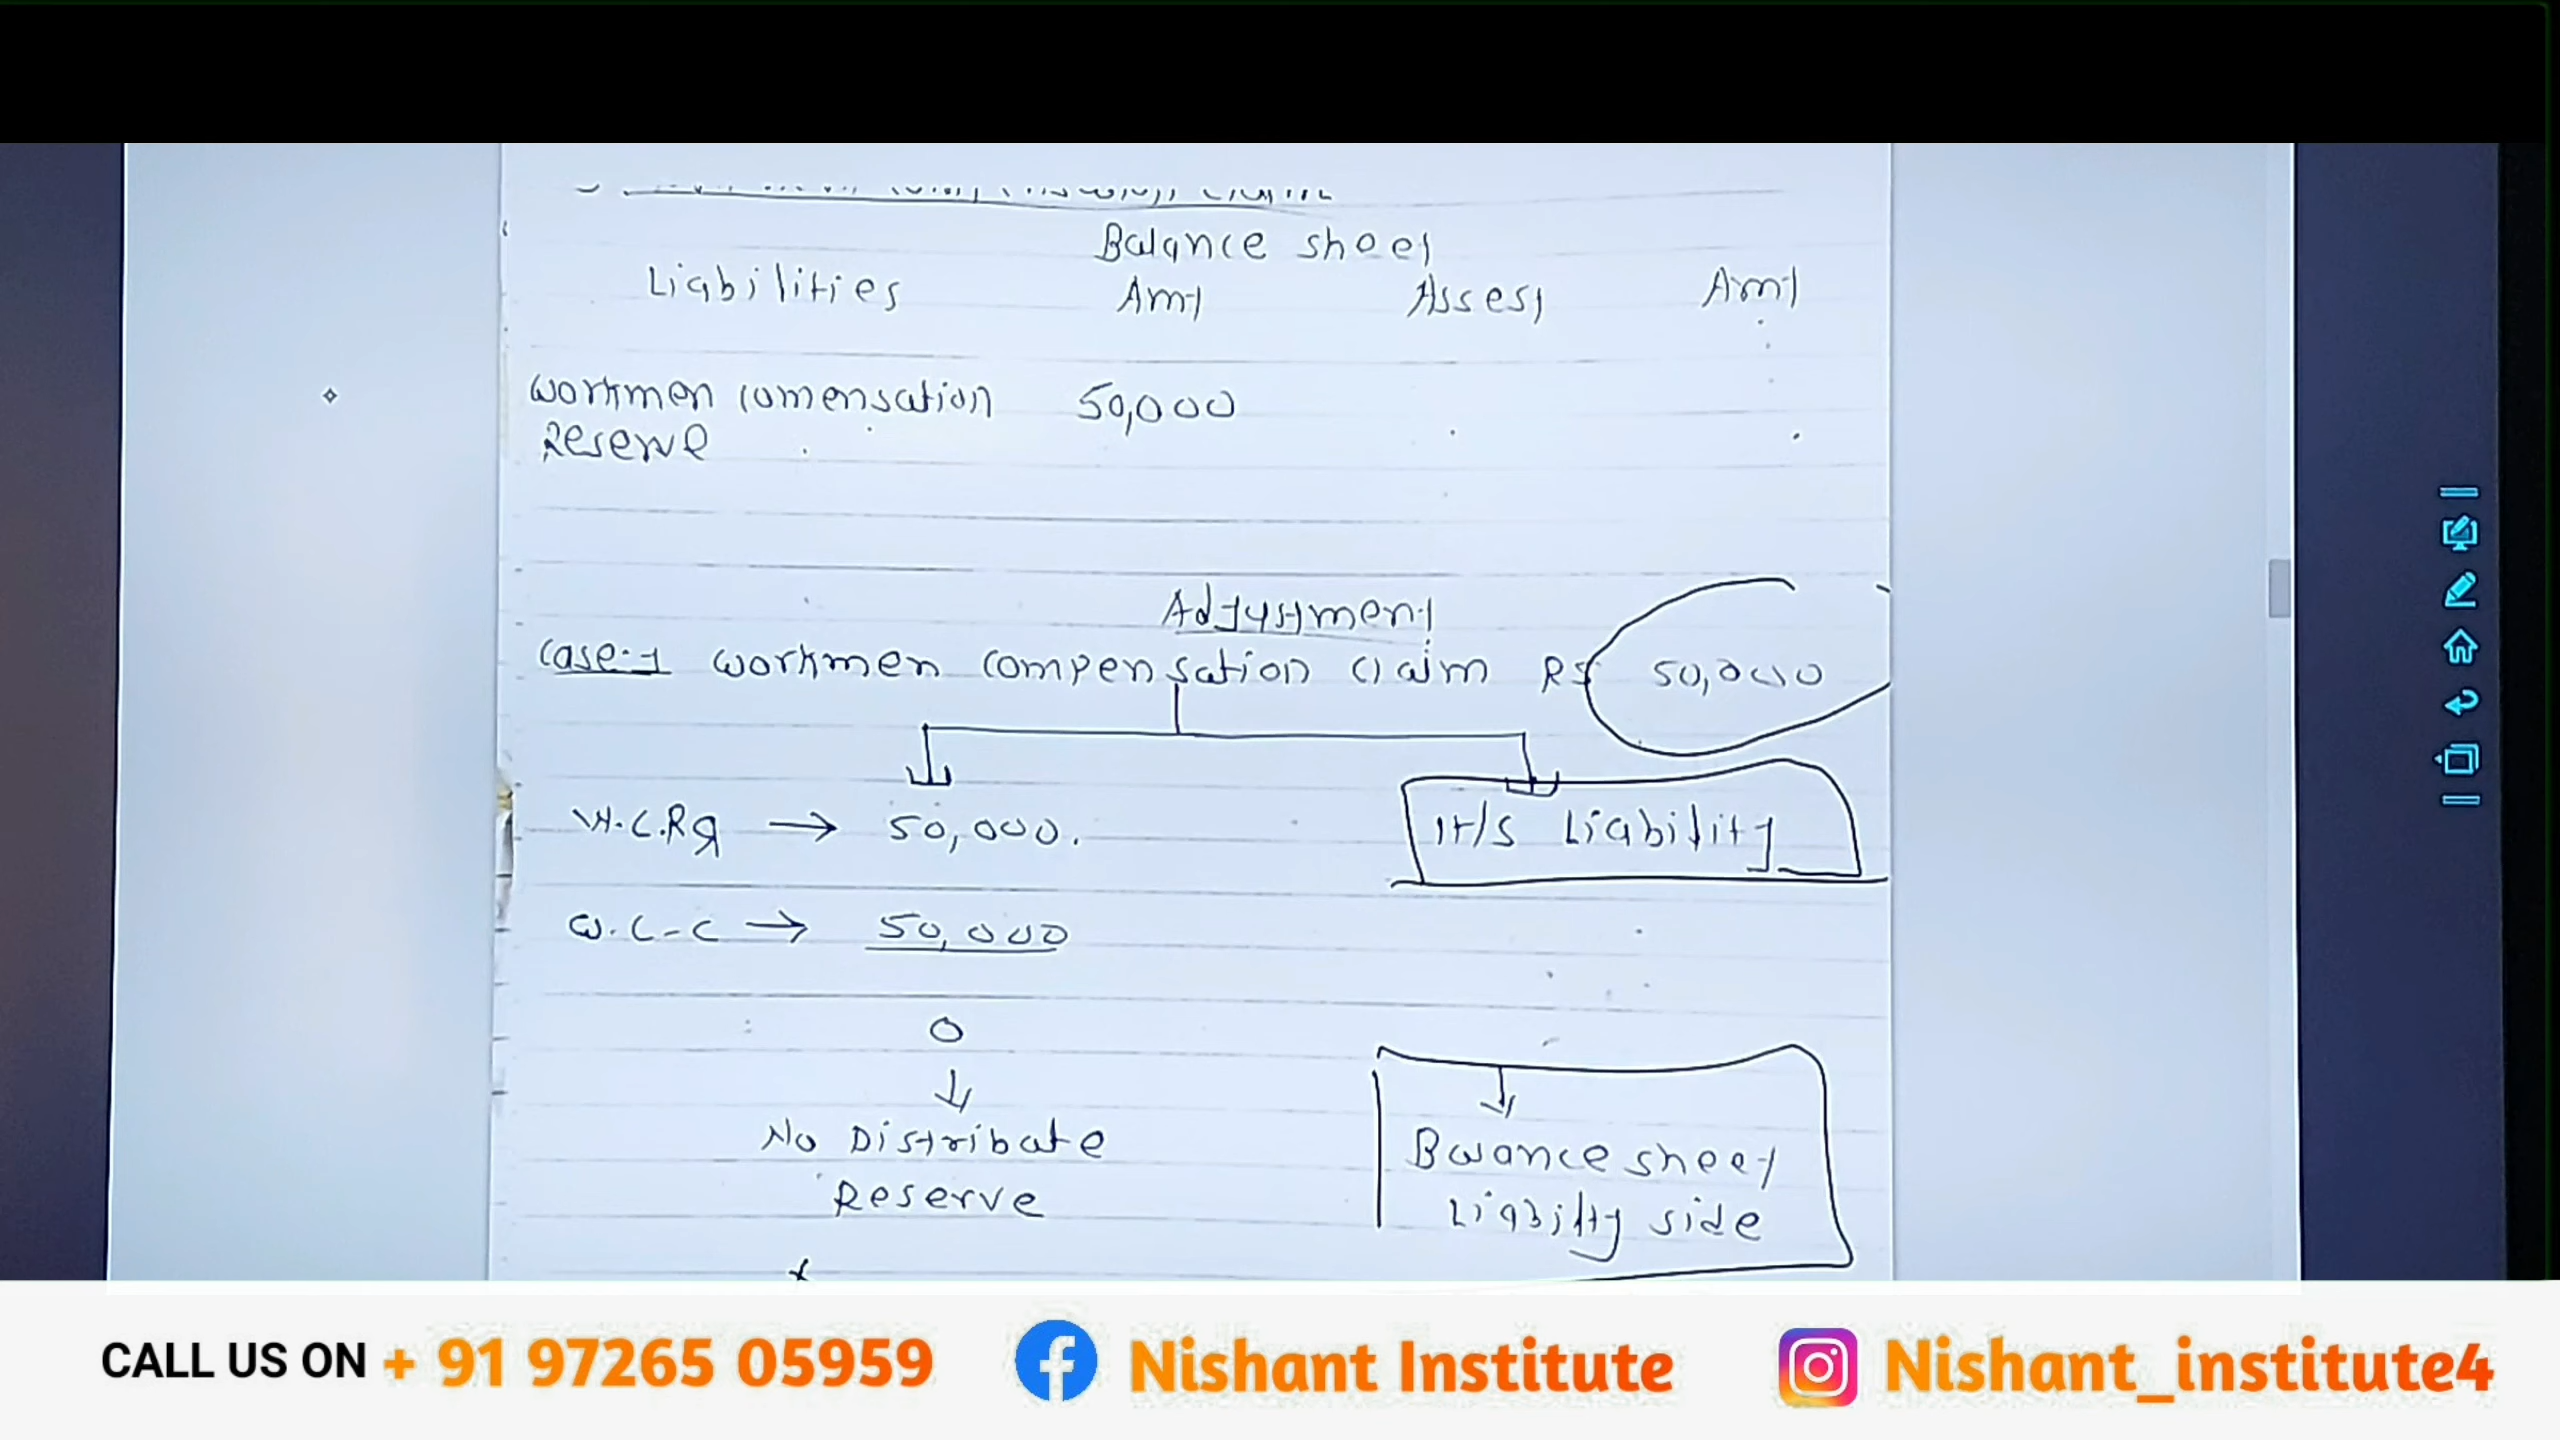 Balance sheet
Liabilities Amt Asset Amt
Workmen comensation 50,000
Reserve
Adjustment
Case-1 Workmen compensation claim RS 50,000
W.C.R → 50,000.
It/s Liability
W.C-C → 50,000
0
No Distribate
Reserve
Balance sheet
Liability side
CALL US ON + 91 97265 05959 Nishant Institute Nishant_institute4